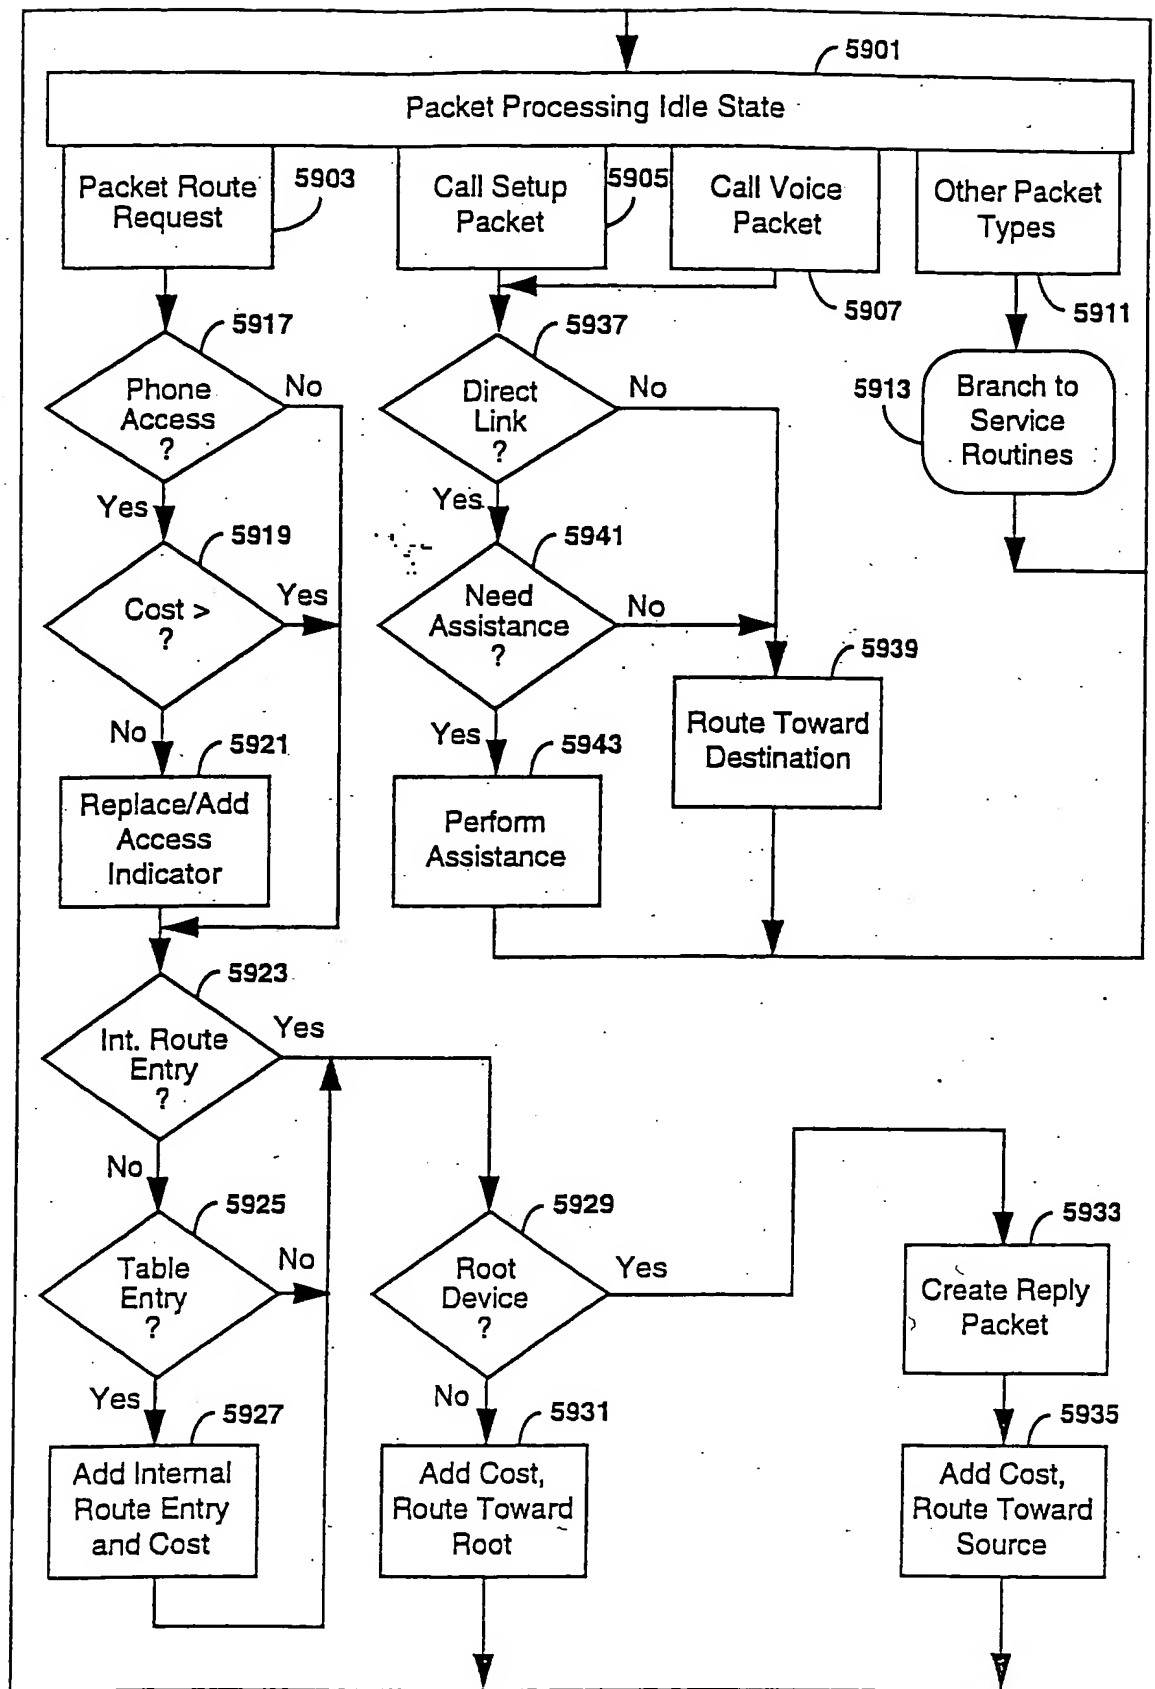 5901
Packet Processing Idle State
Packet Route
Request
5903
Call Setup
Packet
5905
Call Voice
Packet
5907
Other Packet
Types
5911
5917
Phone
Access
?
No
Yes
5937
Direct
Link
?
No
Yes
5913
Branch to
Service
Routines
5919
Cost >
?
Yes
No
5941
Need
Assistance
?
No
Yes
5939
Route Toward
Destination
5921
Replace/Add
Access
Indicator
5943
Perform
Assistance
5923
Int. Route
Entry
?
Yes
No
5925
Table
Entry
?
No
Yes
5929
Root
Device
?
Yes
No
5933
Create Reply
Packet
5927
Add Internal
Route Entry
and Cost
5931
Add Cost,
Route Toward
Root
5935
Add Cost,
Route Toward
Source